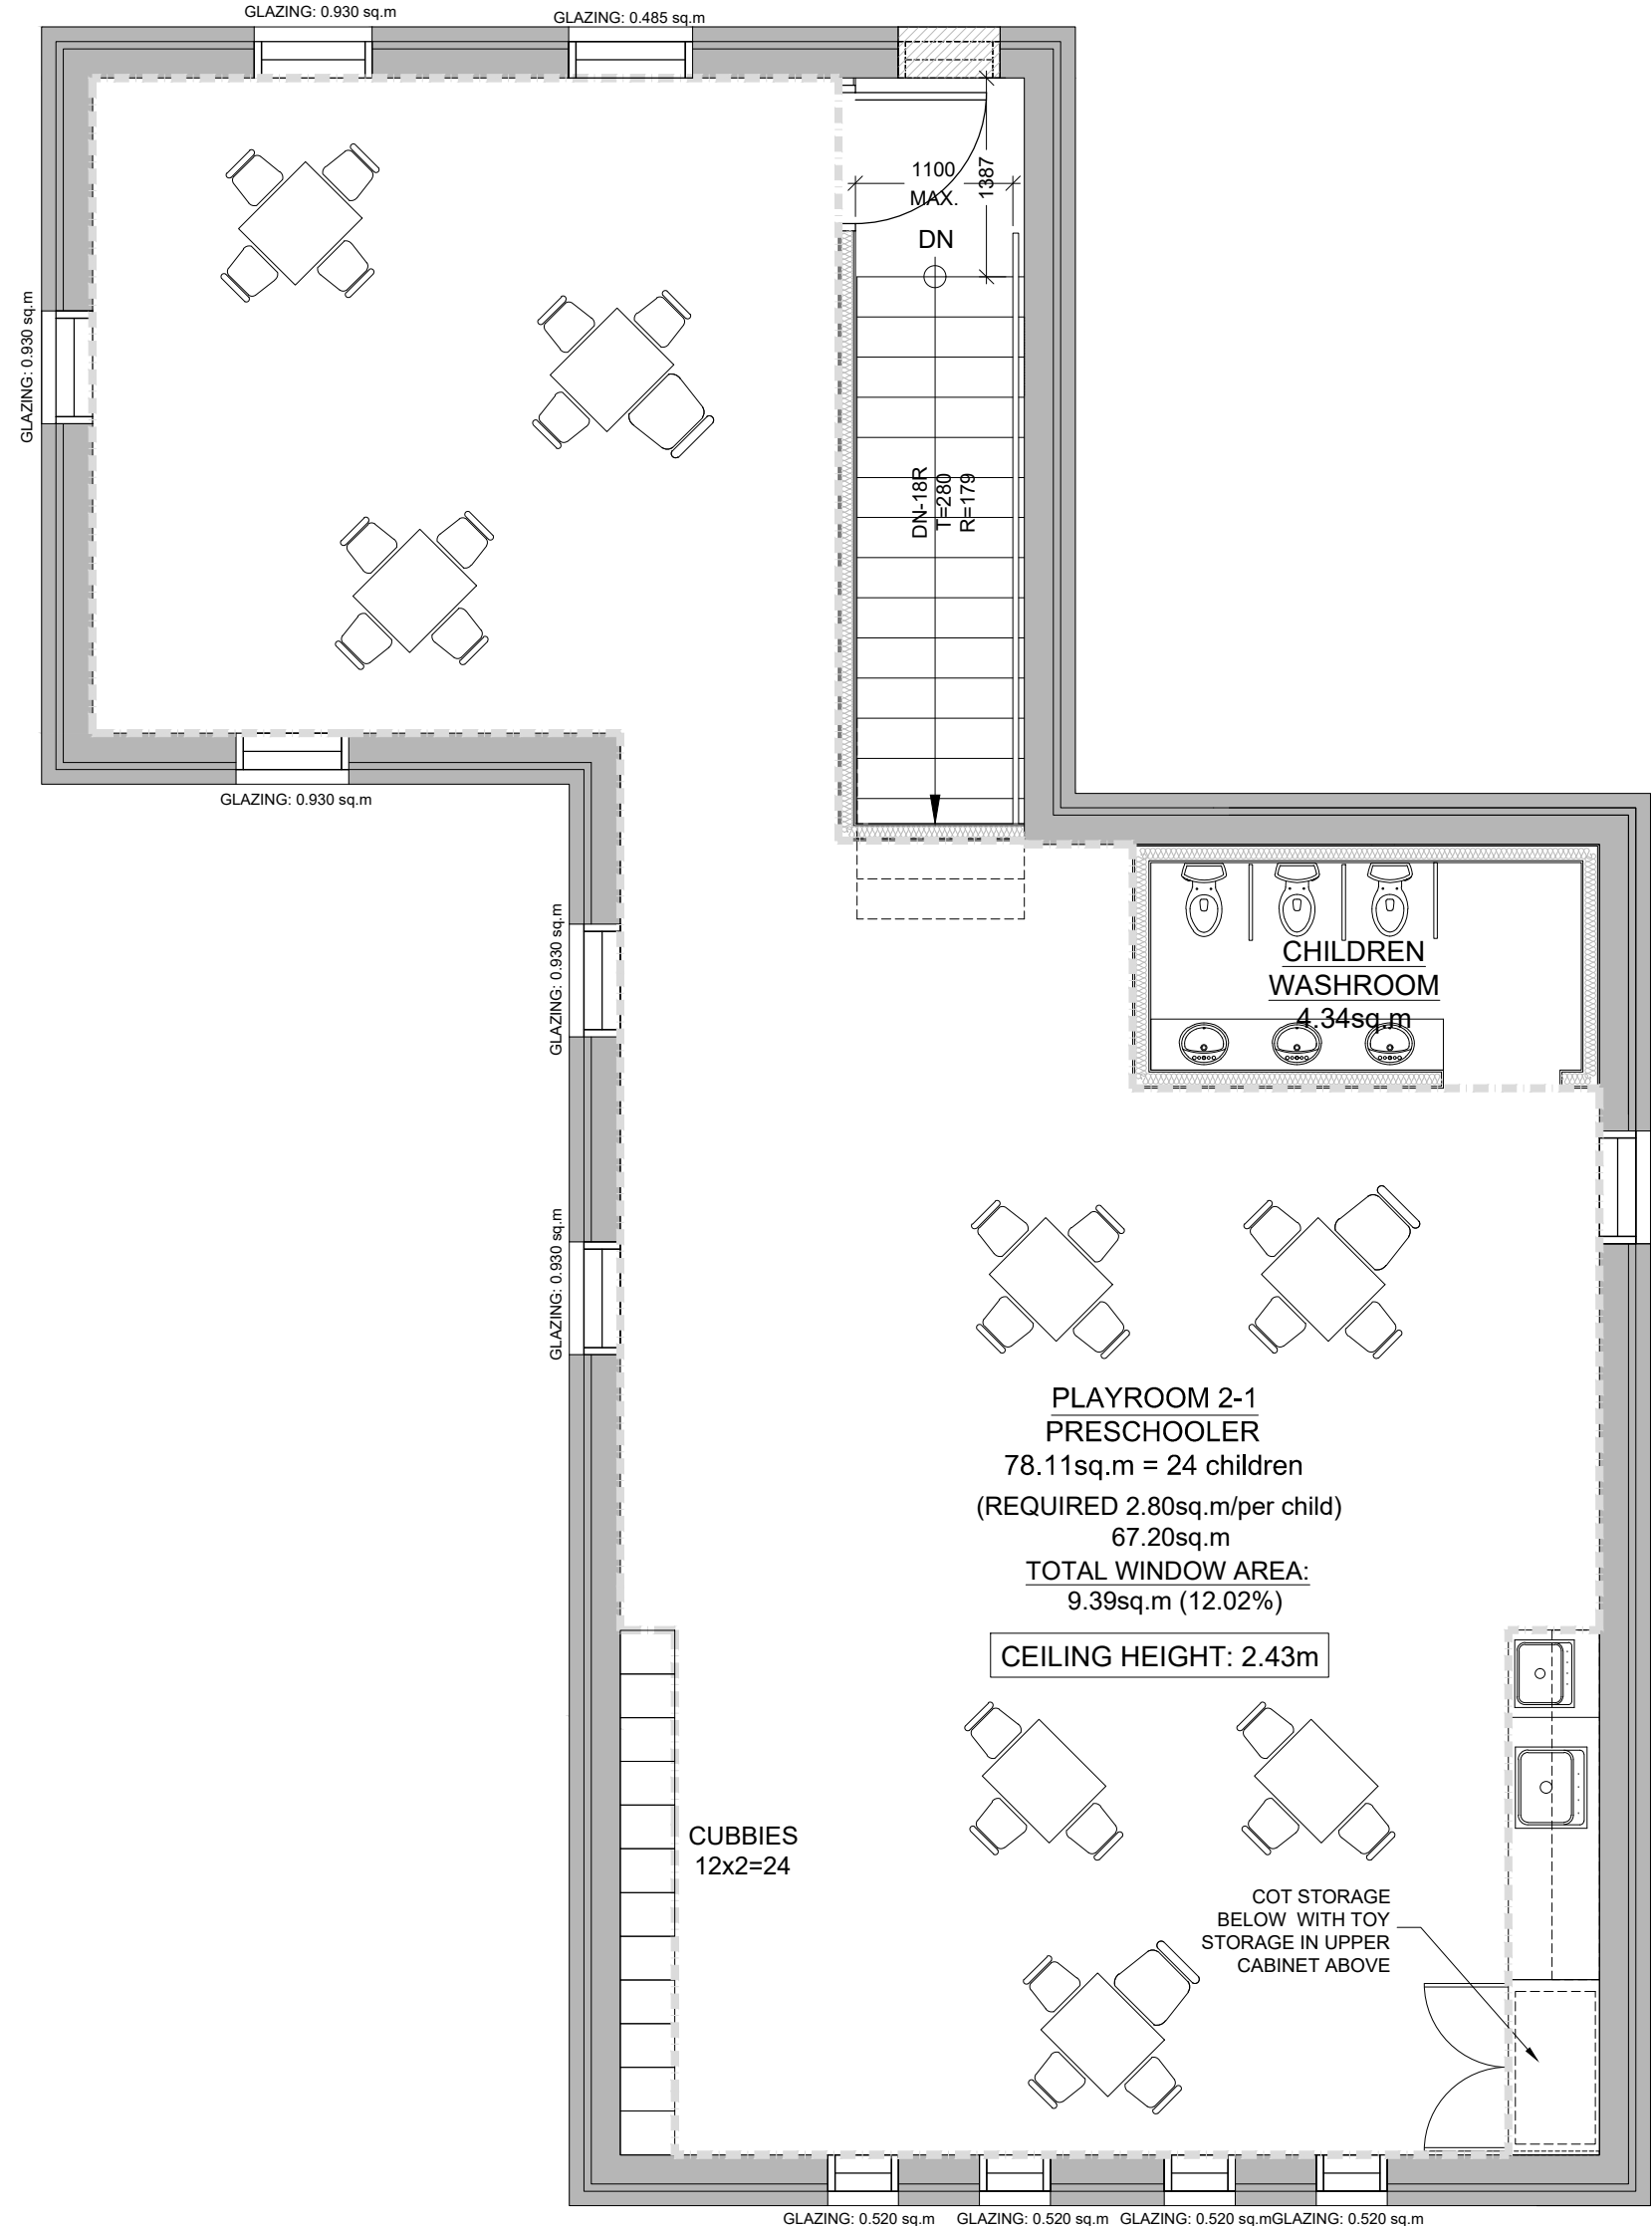 GLAZING: 0.930 sq.m
GLAZING: 0.485 sq.m
1100
MAX.
1387
DN
GLAZING: 0.930 sq.m
DN-18R
T=280
R=179
GLAZING: 0.930 sq.m
GLAZING: 0.930 sq.m
CHILDREN
WASHROOM
4.34sq.m
GLAZING: 0.930 sq.m
PLAYROOM 2-1
PRESCHOOLER
78.11sq.m = 24 children
(REQUIRED 2.80sq.m/per child)
67.20sq.m
TOTAL WINDOW AREA:
9.39sq.m (12.02%)
CEILING HEIGHT: 2.43m
CUBBIES
12x2=24
COT STORAGE
BELOW WITH TOY
STORAGE IN UPPER
CABINET ABOVE
GLAZING: 0.520 sq.m
GLAZING: 0.520 sq.m
GLAZING: 0.520 sq.m
GLAZING: 0.520 sq.m